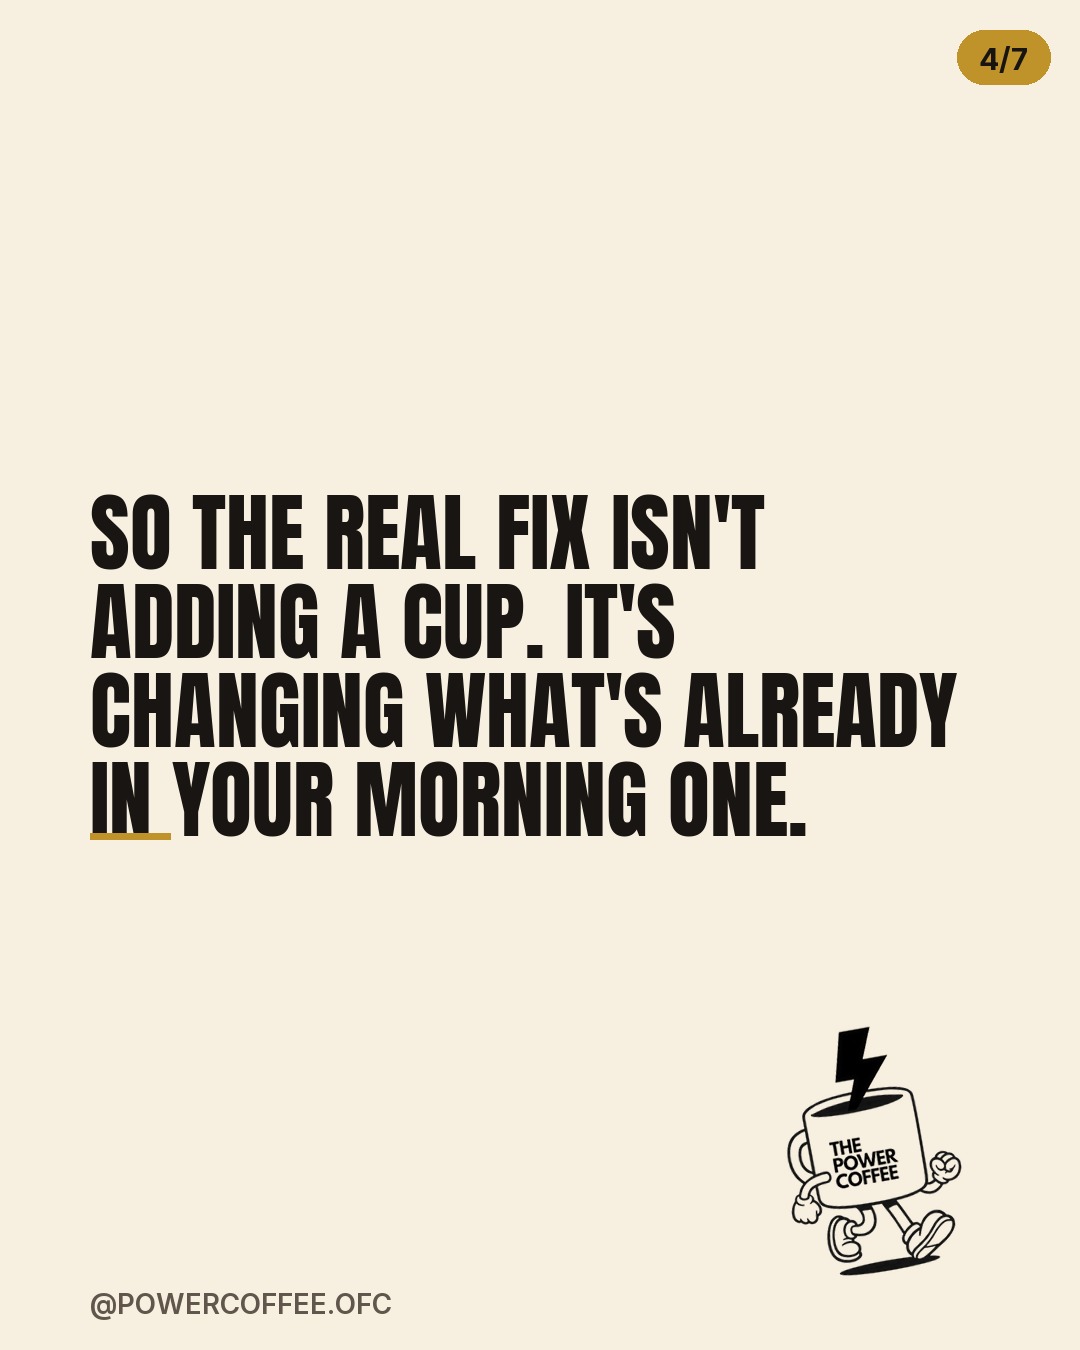 4/7
SO THE REAL FIX ISN'T
ADDING A CUP. IT'S
CHANGING WHAT'S ALREADY
IN YOUR MORNING ONE.
THE
POWER
COFFEE
@POWERCOFFEE.OFC